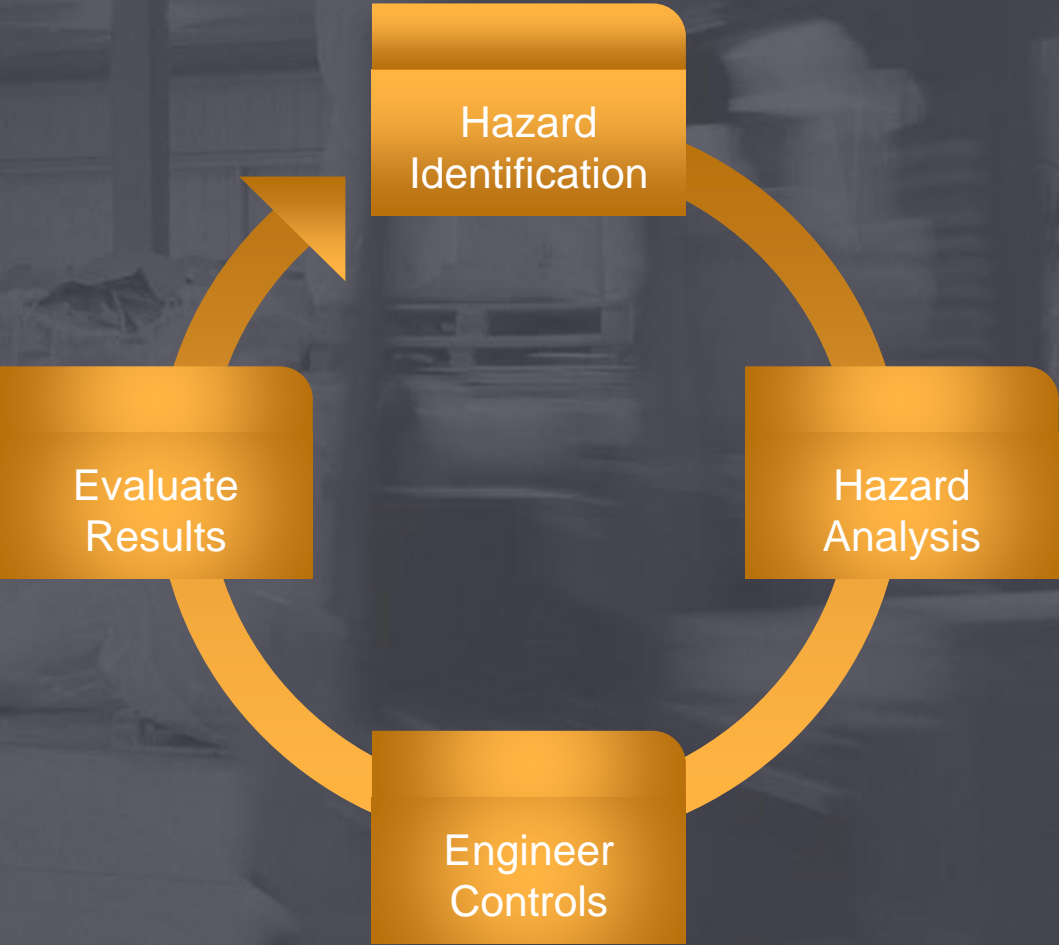 Hazard
Identification
Hazard
Analysis
Engineer
Controls
Evaluate
Results